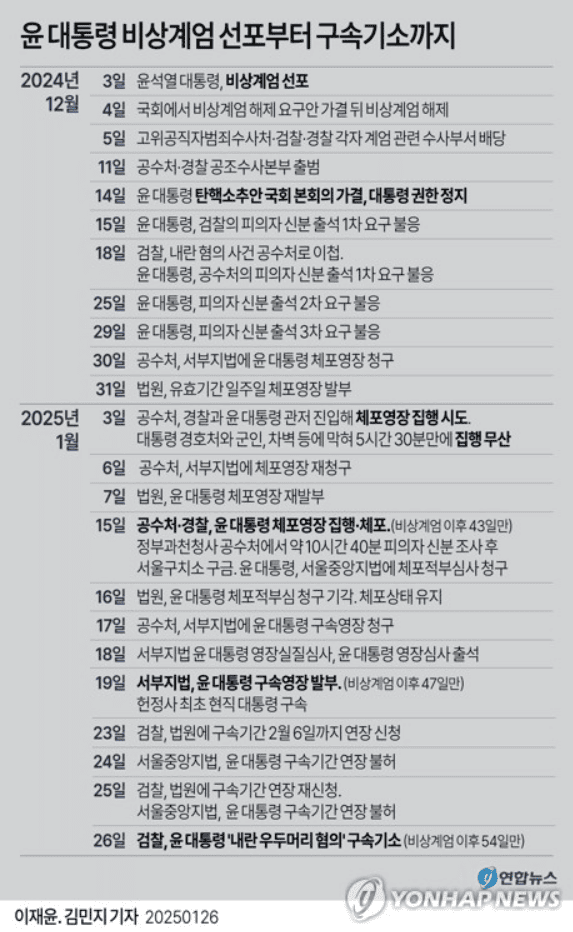 윤 대통령 비상계엄 선포부터 구속기소까지
2024년 12월
3일 윤석열 대통령, 비상계엄 선포
4일 국회에서 비상계엄 해제 요구안 가결 뒤 비상계엄 해제
5일 고위공직자범죄수사처·검찰·경찰 각자 계엄 관련 수사부서 배당
11일 공수처·경찰 공조수사본부 출범
14일 윤 대통령 탄핵소추안 국회 본회의 가결, 대통령 권한 정지
15일 윤 대통령, 검찰의 피의자 신분 출석 1차 요구 불응
18일 검찰, 내란 혐의 사건 공수처로 이첩.
윤 대통령, 공수처의 피의자 신분 출석 1차 요구 불응
25일 윤 대통령, 피의자 신분 출석 2차 요구 불응
29일 윤 대통령, 피의자 신분 출석 3차 요구 불응
30일 공수처, 서부지법에 윤 대통령 체포영장 청구
31일 법원, 유효기간 일주일 체포영장 발부
2025년 1월
3일 공수처, 경찰과 윤 대통령 관저 진입해 체포영장 집행 시도.
대통령 경호처와 군인, 차벽 등에 막혀 5시간 30분만에 집행 무산
6일 공수처, 서부지법에 체포영장 재청구
7일 법원, 윤 대통령 체포영장 재발부
15일 공수처·경찰, 윤 대통령 체포영장 집행·체포.(비상계엄 이후 43일만)
정부과천청사 공수처에서 약 10시간 40분 피의자 신분 조사 후
서울구치소 구금. 윤 대통령, 서울중앙지법에 체포적부심사 청구
16일 법원, 윤 대통령 체포적부심 청구 기각. 체포상태 유지
17일 공수처, 서부지법에 윤 대통령 구속영장 청구
18일 서부지법 윤 대통령 영장실질심사, 윤 대통령 영장심사 출석
19일 서부지법, 윤 대통령 구속영장 발부.(비상계엄 이후 47일만)
헌정사 최초 현직 대통령 구속
23일 검찰, 법원에 구속기간 2월 6일까지 연장 신청
24일 서울중앙지법, 윤 대통령 구속기간 연장 불허
25일 검찰, 법원에 구속기간 연장 재신청.
서울중앙지법, 윤 대통령 구속기간 연장 불허
26일 검찰, 윤 대통령 '내란 우두머리 혐의' 구속기소 (비상계엄 이후 54일만)
연합뉴스
YONHAP NEWS
이재윤. 김민지 기자 20250126